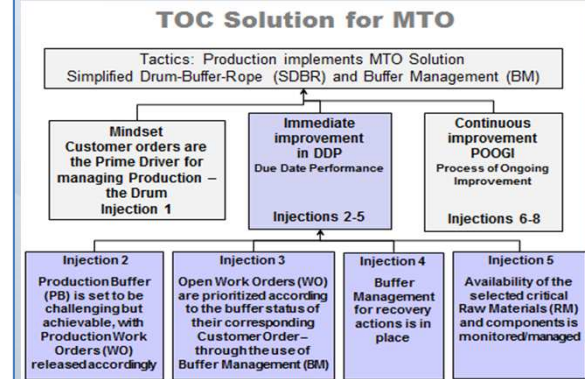 TOC Solution for MTO
Tactics: Production implements MTO Solution
Simplified Drum-Buffer-Rope (SDBR) and Buffer Management (BM)
Mindset
Customer orders are
the Prime Driver for
managing Production –
the Drum
Injection 1
Immediate
improvement
in DDP
Due Date Performance
Injections 2-5
Continuous
improvement
POOGI
Process of Ongoing
Improvement
Injections 6-8
Injection 2
Production Buffer
(PB) is set to be
challenging but
achievable, with
Production Work
Orders (WO)
released accordingly
Injection 3
Open Work Orders (WO)
are prioritized according
to the buffer status of
their corresponding
Customer Order–
through the use of
Buffer Management (BM)
Injection 4
Buffer
Management
for recovery
actions is in
place
Injection 5
Availability of the
selected critical
Raw Materials (RM)
and components is
monitored/managed